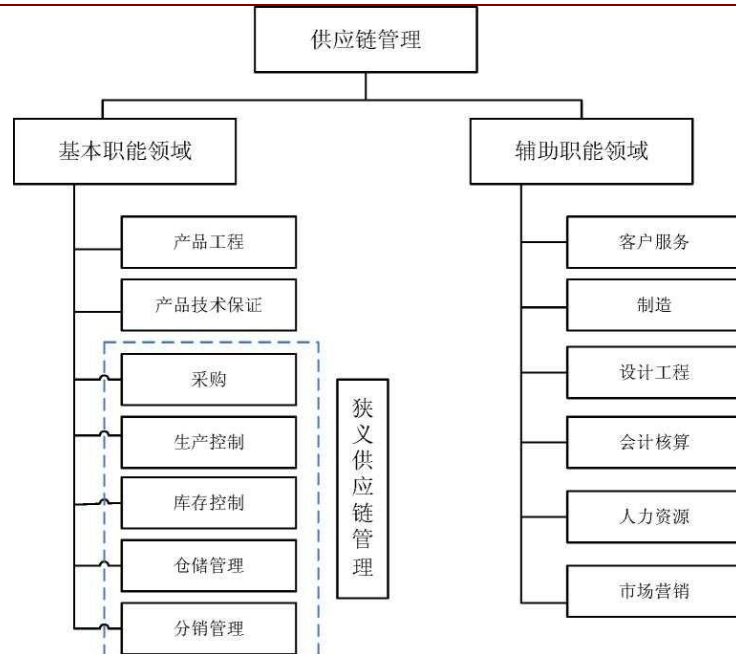 供应链管理
基本职能领域
辅助职能领域
产品工程
产品技术保证
采购
生产控制
库存控制
仓储管理
分销管理
狭义供应链管理
客户服务
制造
设计工程
会计核算
人力资源
市场营销